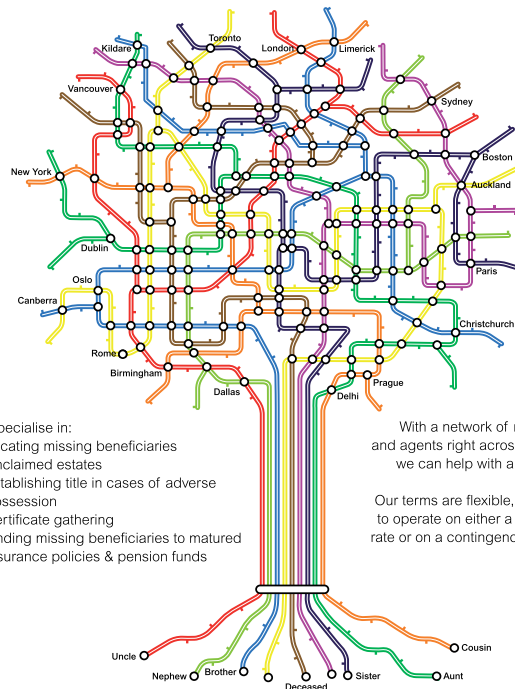 Toronto
Kildare
London
Limerick
Vancouver
Sydney
Boston
New York
Auckland
Dublin
Paris
Oslo
Canberra
Christchurch
Rome
Birmingham
Prague
Dallas
Delhi
pecialise in:
cating missing beneficiaries
nclaimed estates
tablishing title in cases of adverse
ossession
ertificate gathering
nding missing beneficiaries to matured
surance policies & pension funds
With a network of
and agents right across
we can help with a
Our terms are flexible,
to operate on either a
rate or on a contingenc
Uncle
Cousin
Nephew
Brother
Deceased
Sister
Aunt